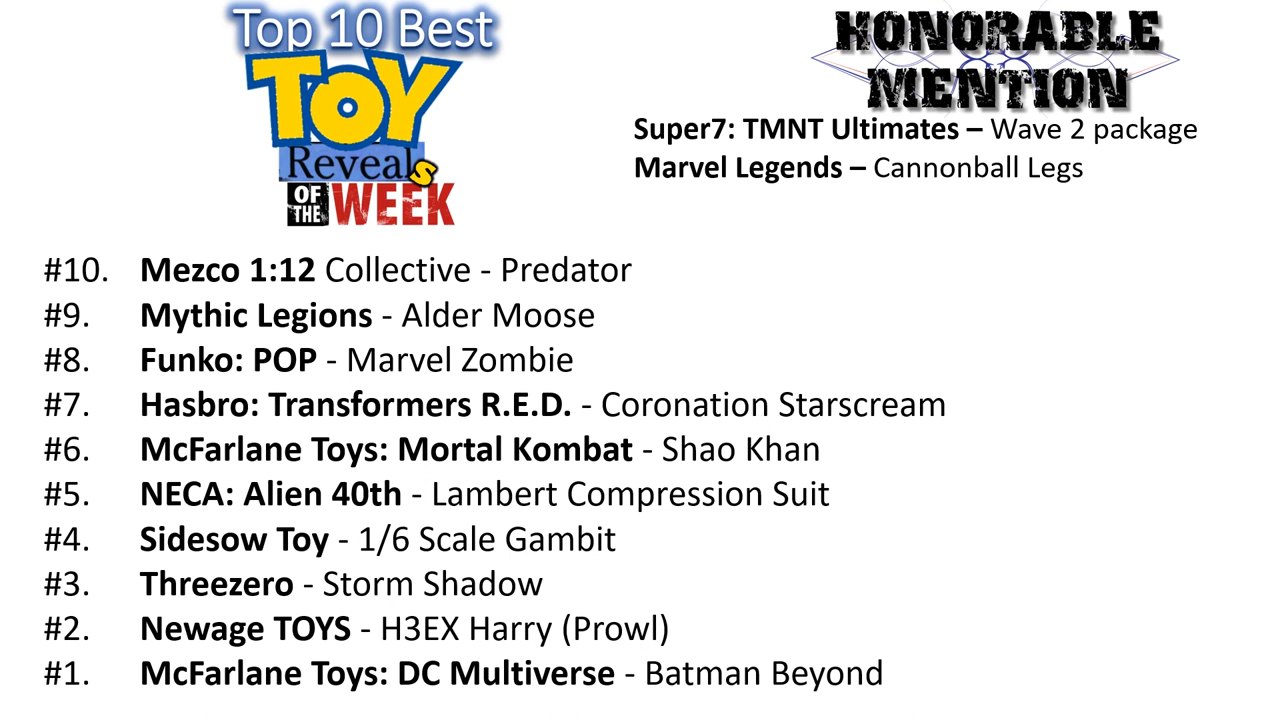 Top 10 Best
TOY
Reveals
OF THE WEEK
HONORABLE
MENTION
Super7: TMNT Ultimates – Wave 2 package
Marvel Legends – Cannonball Legs
#10. Mezco 1:12 Collective - Predator
#9. Mythic Legions - Alder Moose
#8. Funko: POP - Marvel Zombie
#7. Hasbro: Transformers R.E.D. - Coronation Starscream
#6. McFarlane Toys: Mortal Kombat - Shao Khan
#5. NECA: Alien 40th - Lambert Compression Suit
#4. Sidesow Toy - 1/6 Scale Gambit
#3. Threezero - Storm Shadow
#2. Newage TOYS - H3EX Harry (Prowl)
#1. McFarlane Toys: DC Multiverse - Batman Beyond